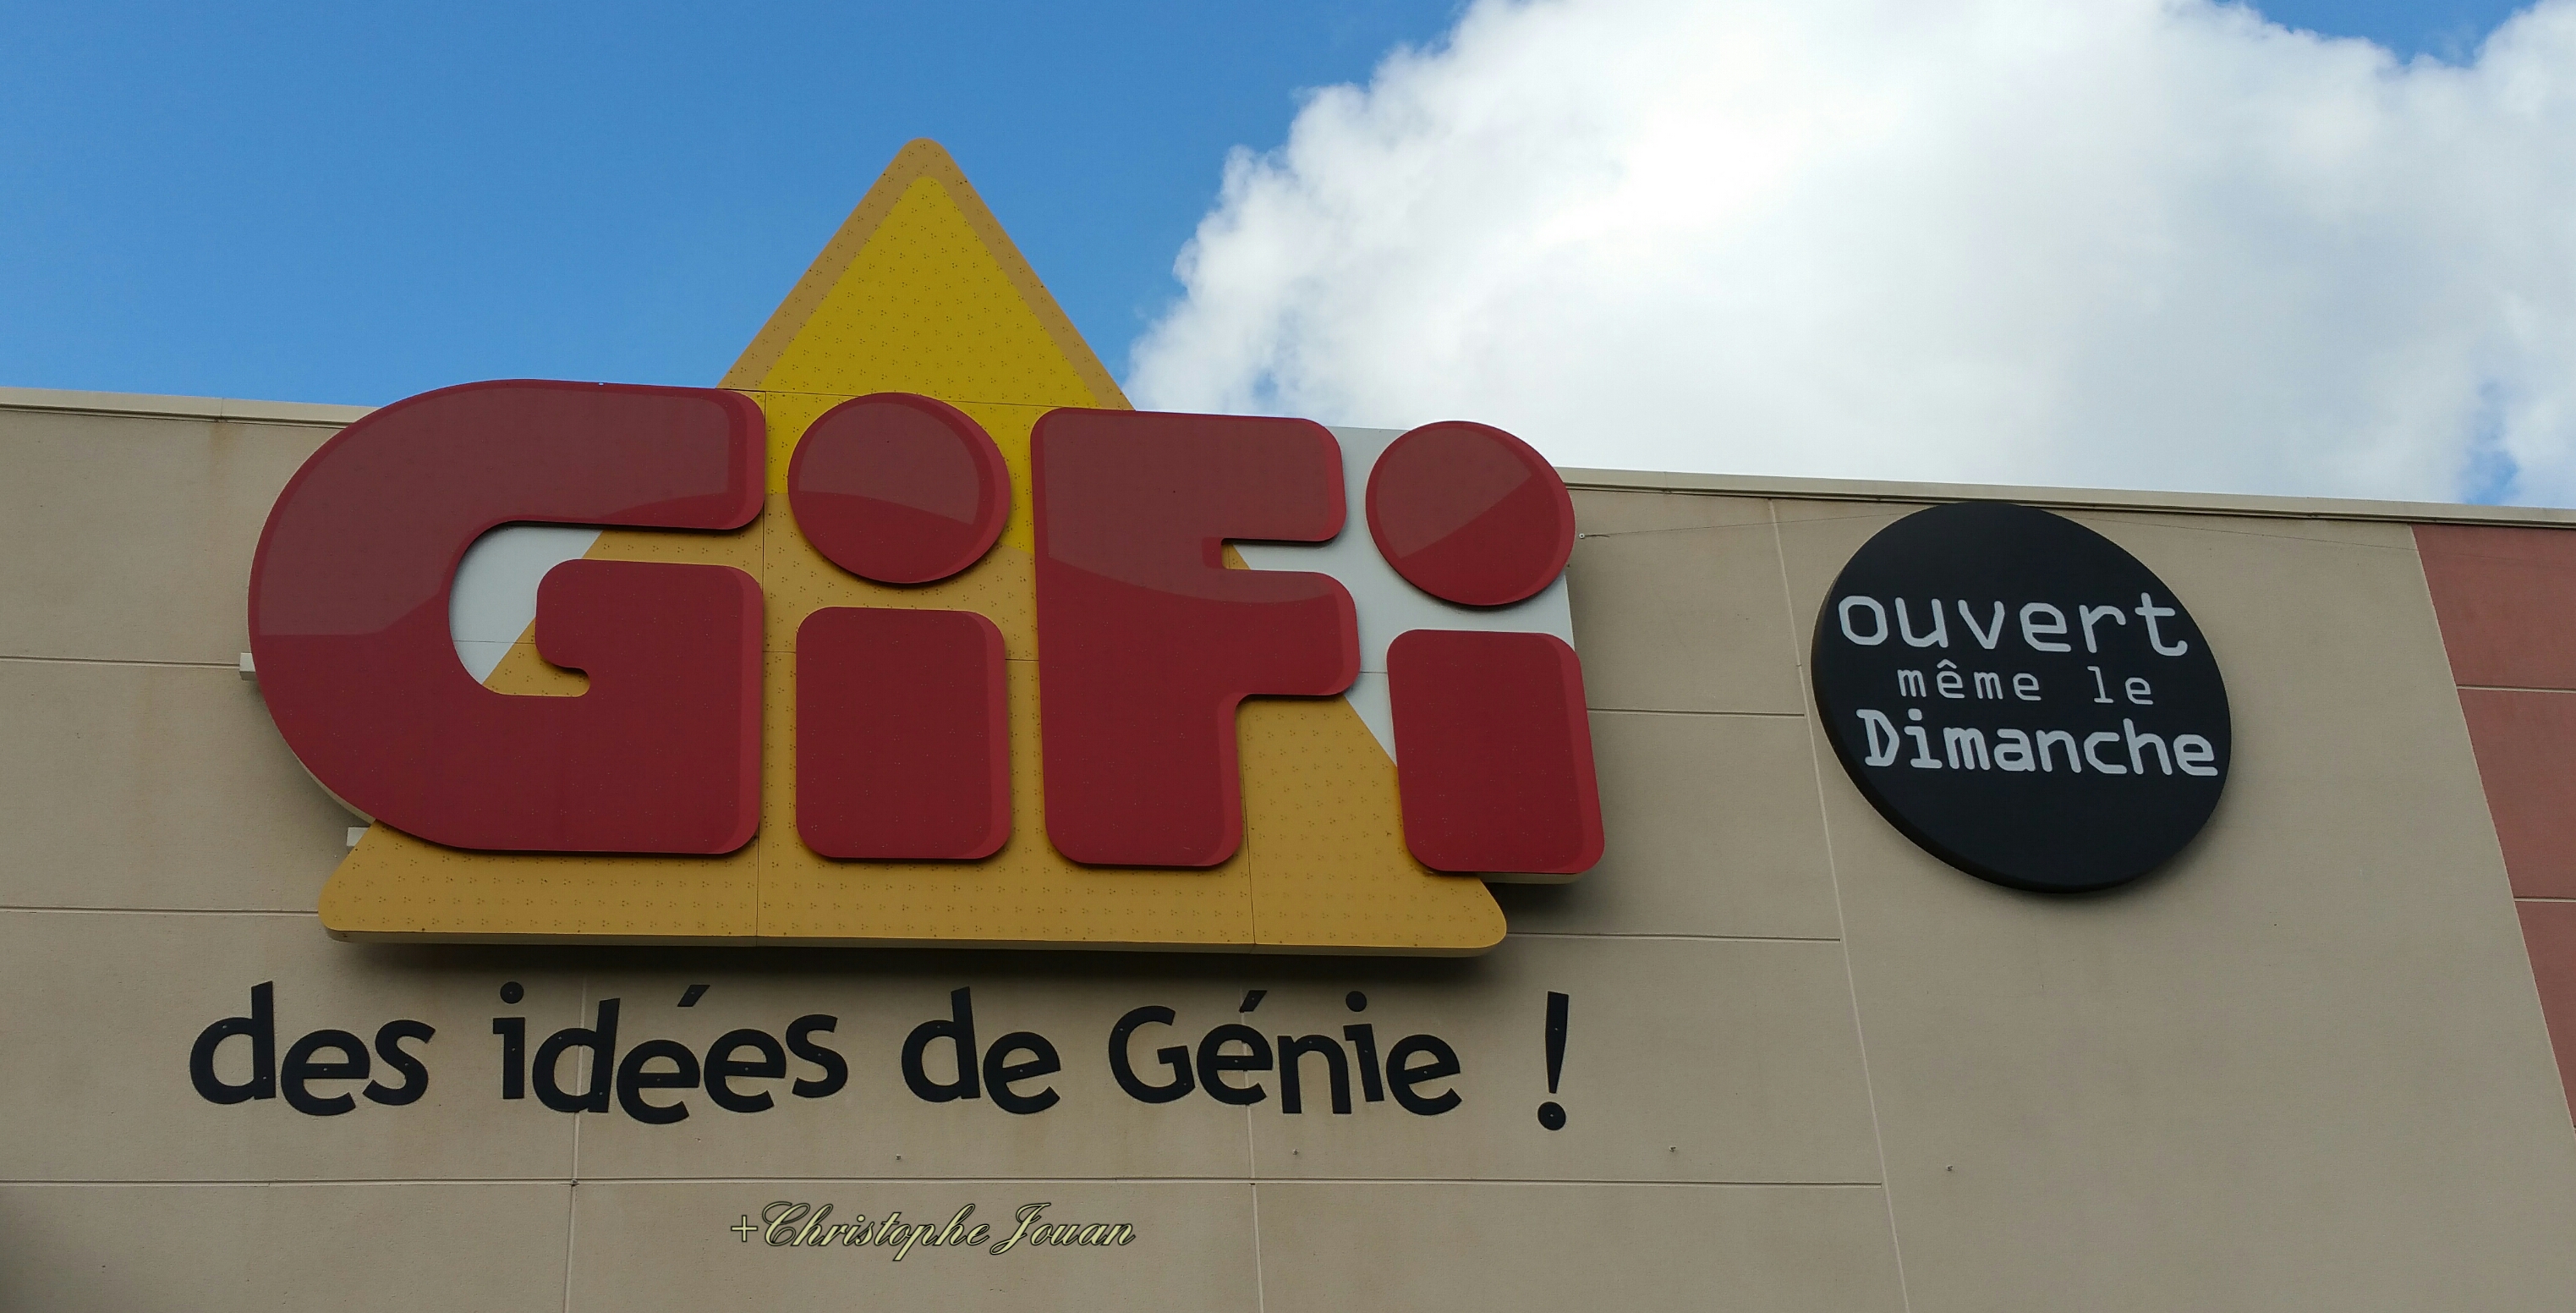 GiFi
ouvert
même le
Dimanche
des idées de Génie !
+Christophe Jouan